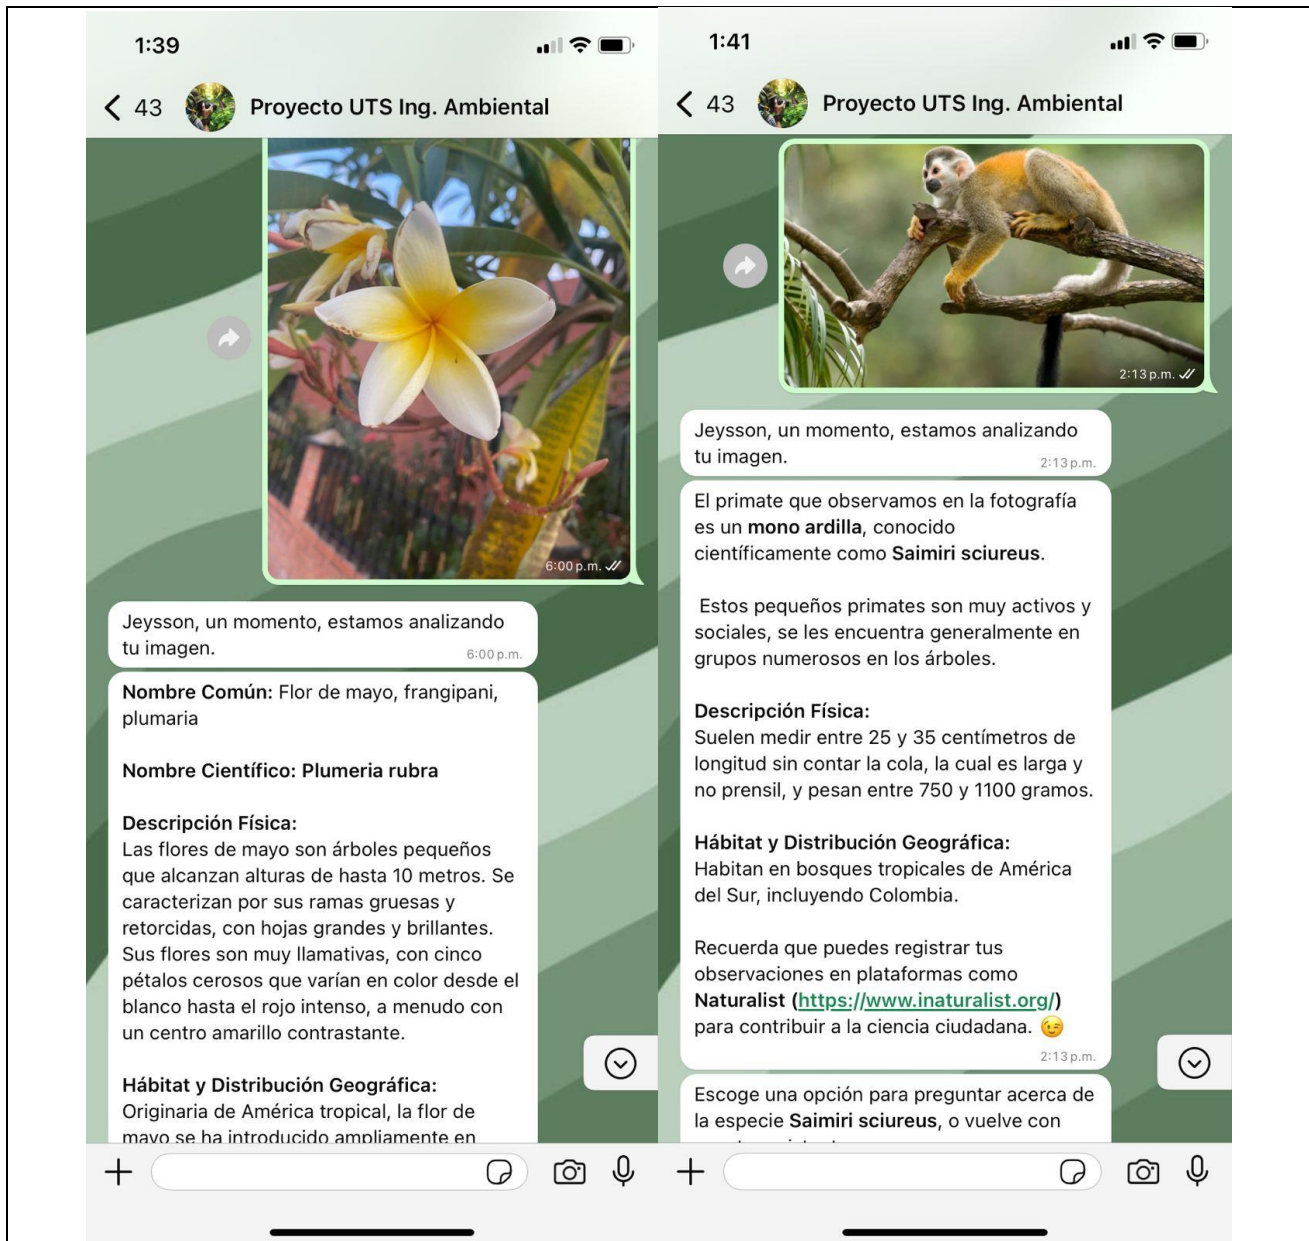 1:39
43
Proyecto UTS Ing. Ambiental
6:00 p.m.
Jeysson, un momento, estamos analizando
tu imagen.
6:00 p.m.
Nombre Común: Flor de mayo, frangipani,
plumaria
Nombre Científico: Plumeria rubra
Descripción Física:
Las flores de mayo son árboles pequeños
que alcanzan alturas de hasta 10 metros. Se
caracterizan por sus ramas gruesas y
retorcidas, con hojas grandes y brillantes.
Sus flores son muy llamativas, con cinco
pétalos cerosos que varían en color desde el
blanco hasta el rojo intenso, a menudo con
un centro amarillo contrastante.
Hábitat y Distribución Geográfica:
Originaria de América tropical, la flor de
mayo se ha introducido ampliamente en
1:41
43
Proyecto UTS Ing. Ambiental
2:13 p.m.
Jeysson, un momento, estamos analizando
tu imagen.
2:13 p.m.
El primate que observamos en la fotografía
es un mono ardilla, conocido
científicamente como Saimiri sciureus.
Estos pequeños primates son muy activos y
sociales, se les encuentra generalmente en
grupos numerosos en los árboles.
Descripción Física:
Suelen medir entre 25 y 35 centímetros de
longitud sin contar la cola, la cual es larga y
no prensil, y pesan entre 750 y 1100 gramos.
Hábitat y Distribución Geográfica:
Habitan en bosques tropicales de América
del Sur, incluyendo Colombia.
Recuerda que puedes registrar tus
observaciones en plataformas como
Naturalist (https://www.inaturalist.org/)
para contribuir a la ciencia ciudadana. 😉
2:13 p.m.
Escoge una opción para preguntar acerca de
la especie Saimiri sciureus, o vuelve con